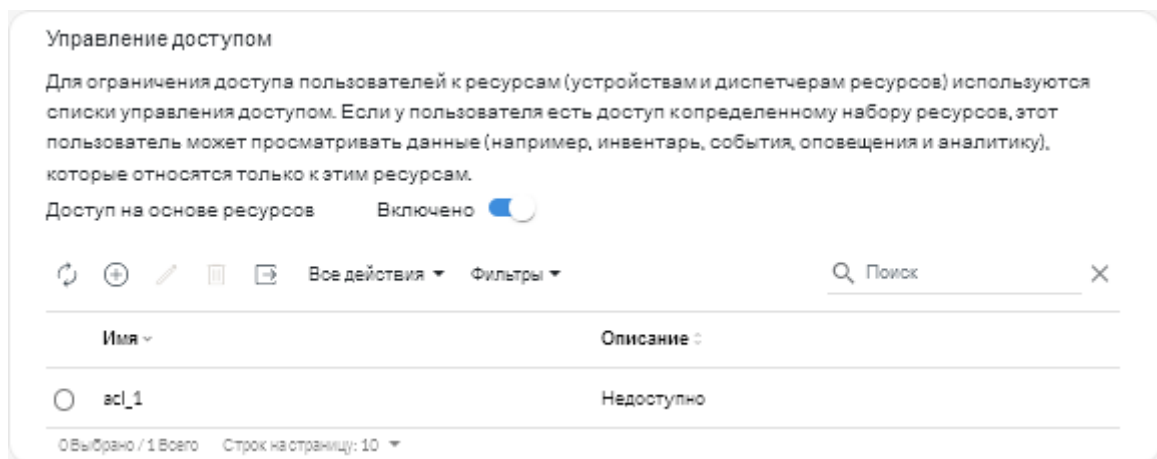 Управление доступом
Для ограничения доступа пользователей к ресурсам (устройствам и диспетчерам ресурсов) используются
списки управления доступом. Если у пользователя есть доступ к определенному набору ресурсов, этот
пользователь может просматривать данные (например, инвентарь, события, оповещения и аналитику),
которые относятся только к этим ресурсам.
Доступ на основе ресурсов Включено
Все действия Фильтры Поиск
Имя Описание
acl_1 Недоступно
0 Выбрано / 1 Всего Строк на страницу: 10